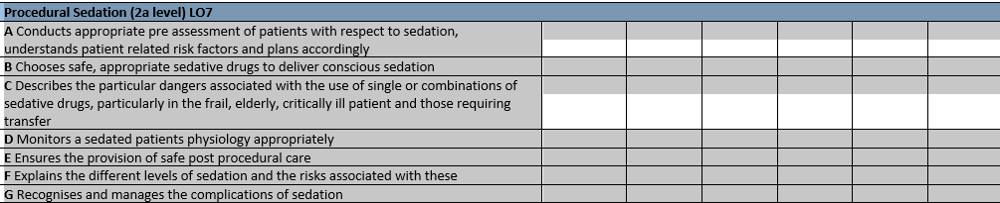 Procedural Sedation (2a level) LO7
A Conducts appropriate pre assessment of patients with respect to sedation,
understands patient related risk factors and plans accordingly
B Chooses safe, appropriate sedative drugs to deliver conscious sedation
C Describes the particular dangers associated with the use of single or combinations of
sedative drugs, particularly in the frail, elderly, critically ill patient and those requiring
transfer
D Monitors a sedated patients physiology appropriately
E Ensures the provision of safe post procedural care
F Explains the different levels of sedation and the risks associated with these
G Recognises and manages the complications of sedation